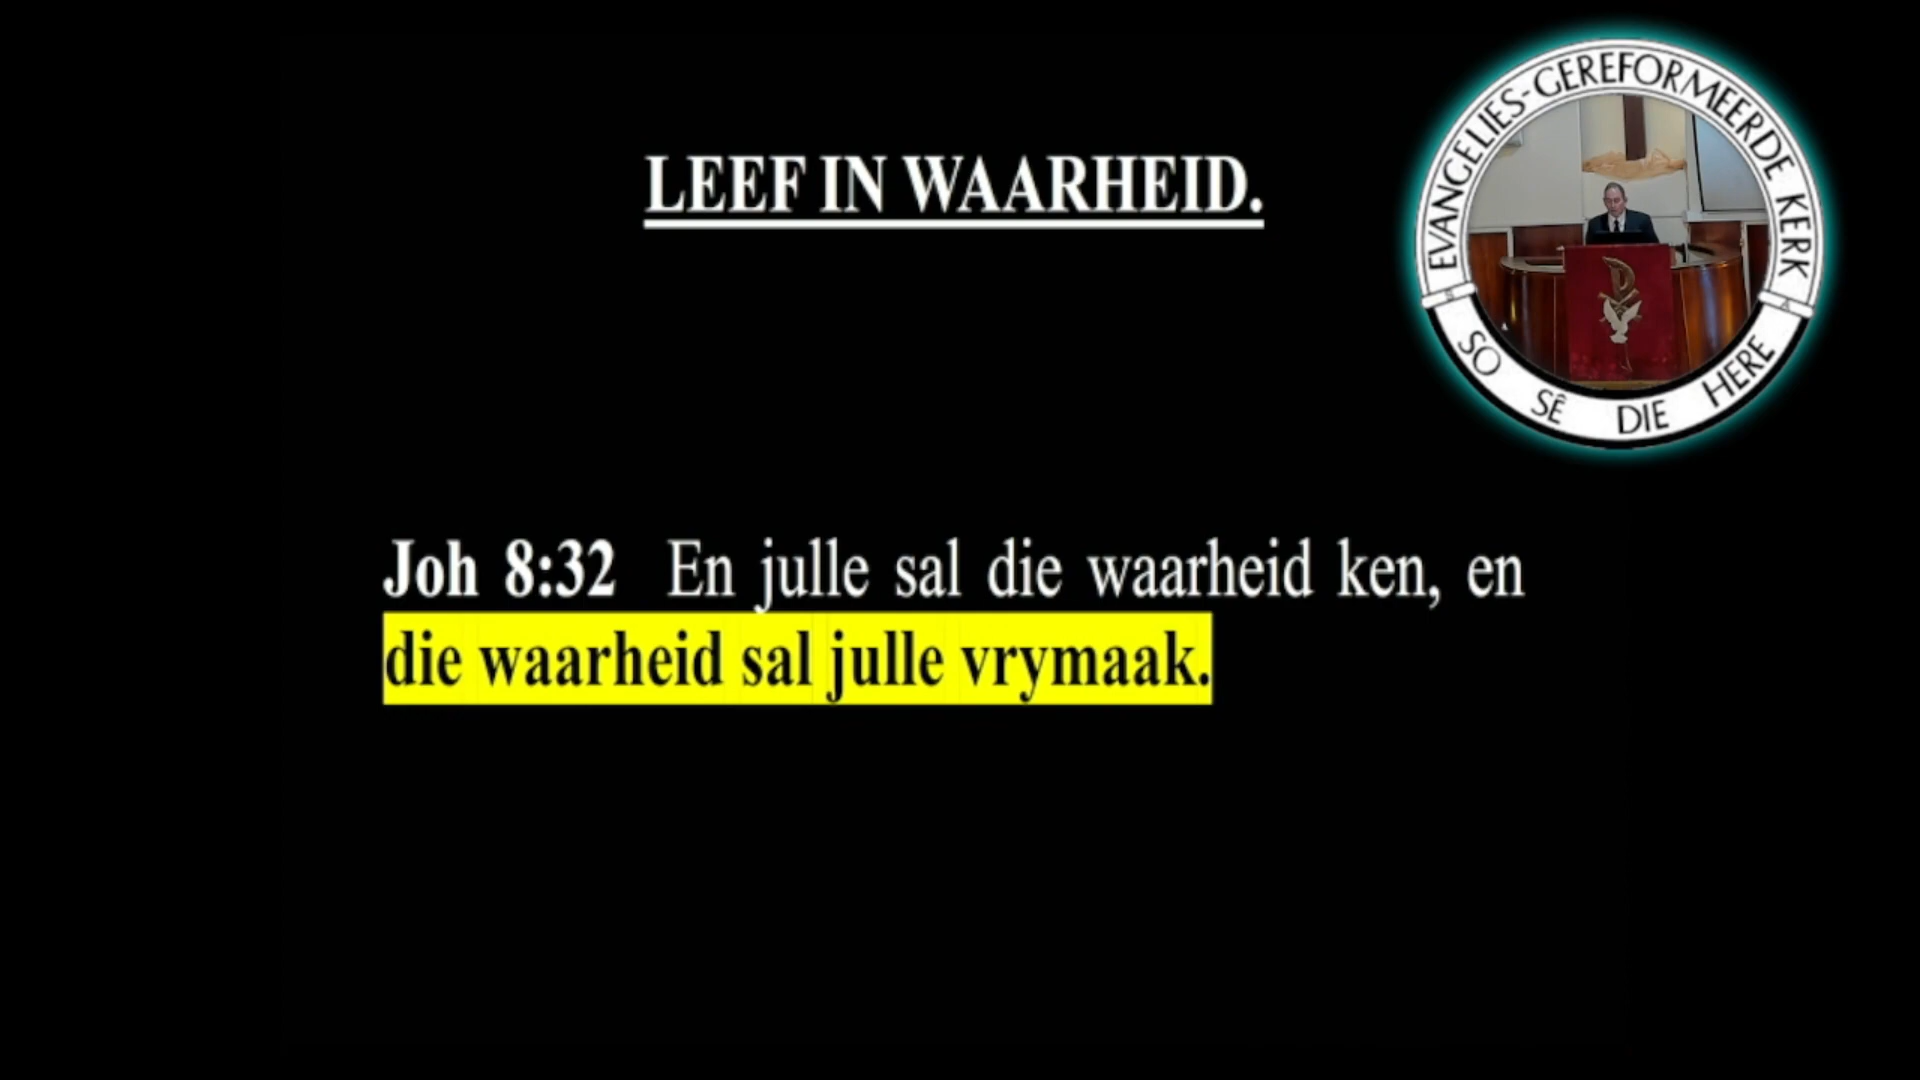 LEEF IN WAARHEID.
EVANGELIES-GEREFORMEERDE KERK
SO SÊ DIE HERE
Joh 8:32 En julle sal die waarheid ken, en
die waarheid sal julle vrymaak.